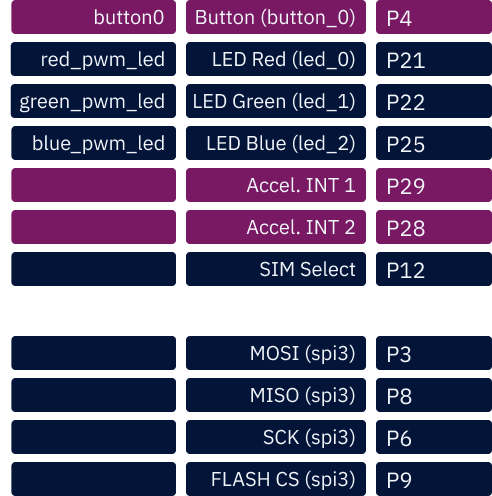 button0 Button (button_0) P4
red_pwm_led LED Red (led_0) P21
green_pwm_led LED Green (led_1) P22
blue_pwm_led LED Blue (led_2) P25
Accel. INT 1 P29
Accel. INT 2 P28
SIM Select P12
MOSI (spi3) P3
MISO (spi3) P8
SCK (spi3) P6
FLASH CS (spi3) P9